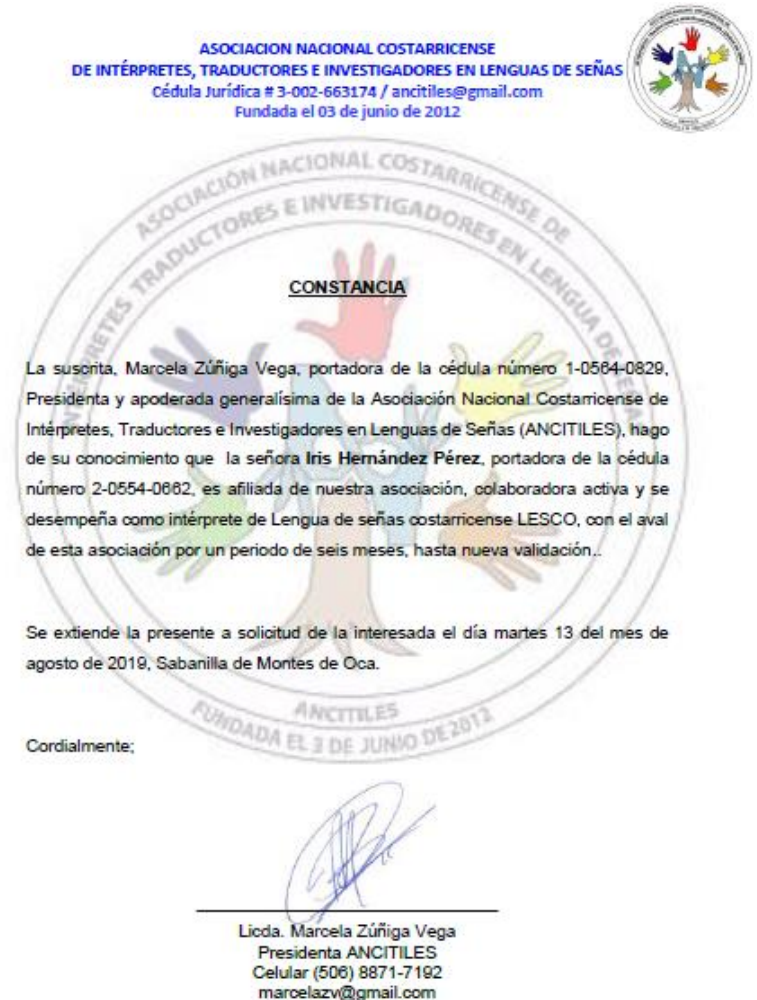 ASOCIACION NACIONAL COSTARRICENSE
DE INTÉRPRETES, TRADUCTORES E INVESTIGADORES EN LENGUAS DE SEÑAS
Cédula Jurídica # 3-002-663174 / ancitiles@gmail.com
Fundada el 03 de junio de 2012
ASOCIACIÓN NACIONAL COSTARRICENSE DE
INTÉRPRETES TRADUCTORES E INVESTIGADORES EN LENGUA DE SEÑAS
CONSTANCIA
La suscrita, Marcela Zúñiga Vega, portadora de la cédula número 1-0564-0829,
Presidenta y apoderada generalísima de la Asociación Nacional Costarricense de
Intérpretes, Traductores e Investigadores en Lenguas de Señas (ANCITILES), hago
de su conocimiento que la señora Iris Hernández Pérez, portadora de la cédula
número 2-0554-0662, es afiliada de nuestra asociación, colaboradora activa y se
desempeña como intérprete de Lengua de señas costarricense LESCO, con el aval
de esta asociación por un periodo de seis meses, hasta nueva validación..
Se extiende la presente a solicitud de la interesada el día martes 13 del mes de
agosto de 2019, Sabanilla de Montes de Oca.
ANCITILES
FUNDADA EL 3 DE JUNIO DE 2012
Cordialmente;
Licda. Marcela Zúñiga Vega
Presidenta ANCITILES
Celular (506) 8871-7192
marcelazv@gmail.com